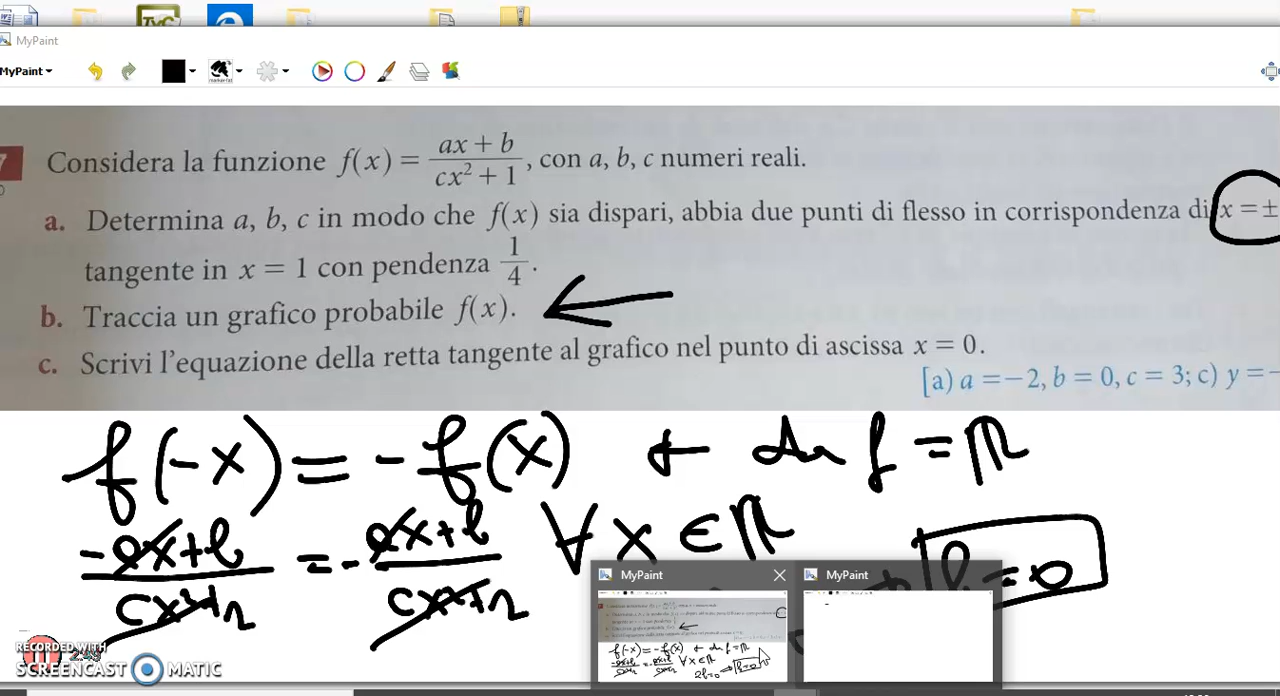 MyPaint
MyPaint
7 Considera la funzione f(x) = (ax + b)/(cx² + 1), con a, b, c numeri reali.
a. Determina a, b, c in modo che f(x) sia dispari, abbia due punti di flesso in corrispondenza di x = ±
tangente in x = 1 con pendenza 1/4.
b. Traccia un grafico probabile f(x).
c. Scrivi l'equazione della retta tangente al grafico nel punto di ascissa x = 0.
[a) a = −2, b = 0, c = 3; c) y = −
f(-x) = -f(x)
f = ℝ
∀ x ∈ ℝ
b = 0
MyPaint
MyPaint
RECORDED WITH
SCREENCAST MATIC